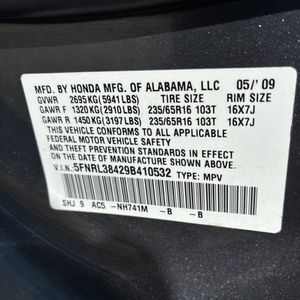 MFD. BY HONDA MFG. OF ALABAMA, LLC 05/' 09
GVWR 2695KG(5941LBS) TIRE SIZE RIM SIZE
GAWR F 1320KG(2910LBS) 235/65R16 103T 16X7J
GAWR R 1450KG(3197LBS) 235/65R16 103T 16X7J
THIS VEHICLE CONFORMS TO ALL APPLICABLE
FEDERAL MOTOR VEHICLE SAFETY AND
THEFT PREVENTION STANDARDS IN EFFECT ON
THE DATE OF MANUFACTURE SHOWN ABOVE.
V.I.N.:5FNRL38429B410532 TYPE: MPV
SHJ 9 AC5 -NH741M -B -B